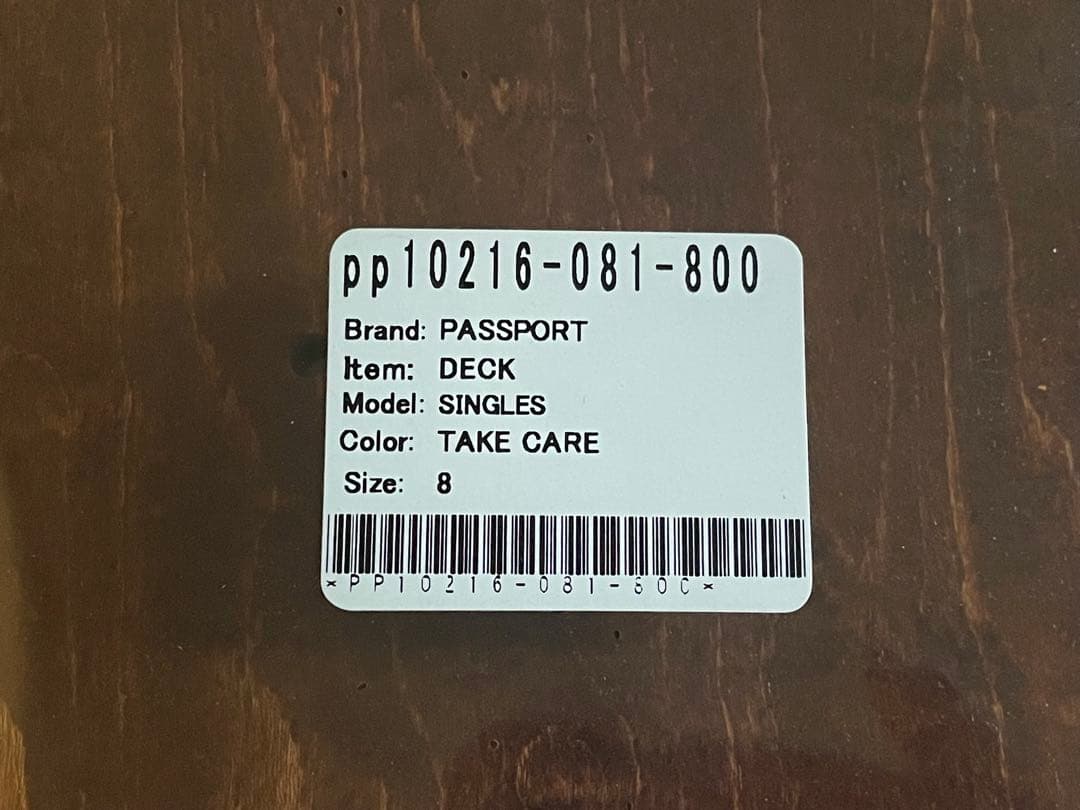 pp10216-081-800
Brand: PASSPORT
Item: DECK
Model: SINGLES
Color: TAKE CARE
Size: 8
*PP10216-081-800*